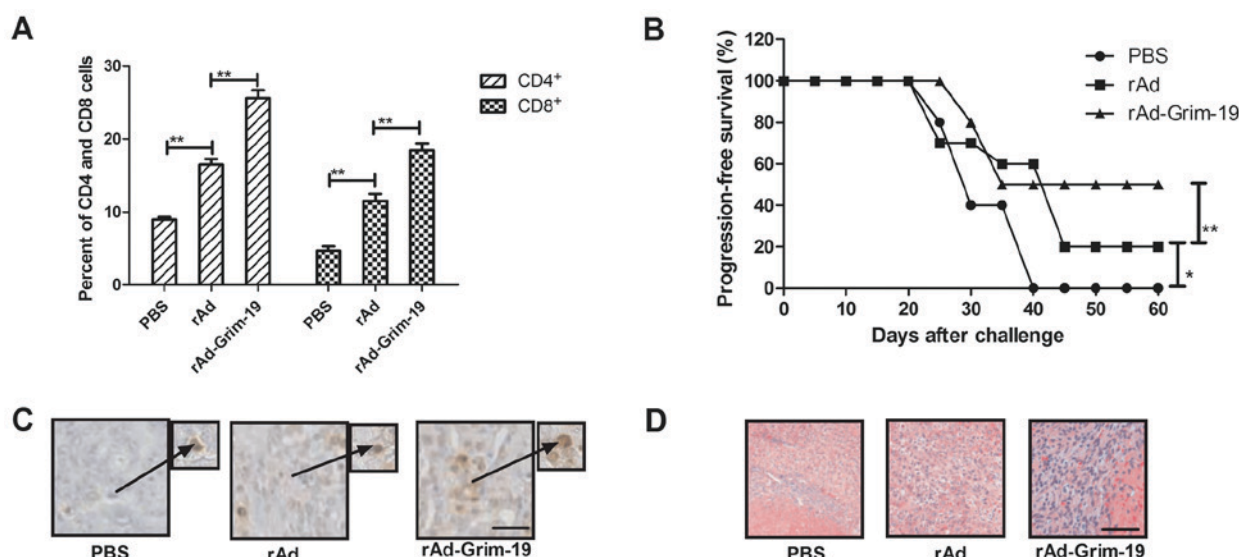 A
Percent of CD4 and CD8 cells
30
20
10
0
**
**
**
**
PBS
rAd
rAd-Grim-19
PBS
rAd
rAd-Grim-19
CD4+
CD8+
B
Progression-free survival (%)
120
100
80
60
40
20
0
0 10 20 30 40 50 60
Days after challenge
PBS
rAd
rAd-Grim-19
**
*
C
PBS rAd rAd-Grim-19
D
PBS rAd rAd-Grim-19